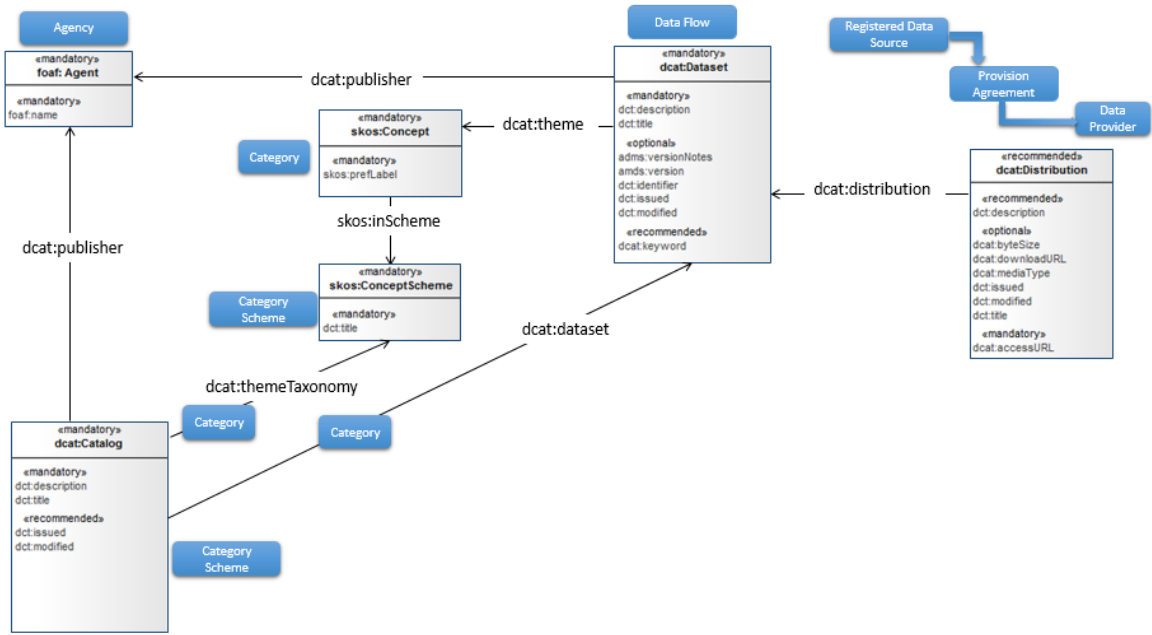 Agency
«mandatory»
foaf: Agent
«mandatory»
foaf:name
dcat:publisher
Data Flow
«mandatory»
dcat:Dataset
«mandatory»
dct:description
dct:title
«optional»
adms:versionNotes
amds:version
dct:identifier
dct:issued
dct:modified
«recommended»
dcat:keyword
Registered Data
Source
Provision
Agreement
Data
Provider
dcat:theme
Category
«mandatory»
skos:Concept
«mandatory»
skos:prefLabel
skos:inScheme
dcat:distribution
«recommended»
dcat:Distribution
«recommended»
dct:description
«optional»
dcat:byteSize
dcat:downloadURL
dcat:mediaType
dct:issued
dct:modified
dct:title
«mandatory»
dcat:accessURL
dcat:publisher
Category
Scheme
«mandatory»
skos:ConceptScheme
«mandatory»
dct:title
dcat:dataset
dcat:themeTaxonomy
Category
Category
«mandatory»
dcat:Catalog
«mandatory»
dct:description
dct:title
«recommended»
dct:issued
dct:modified
Category
Scheme